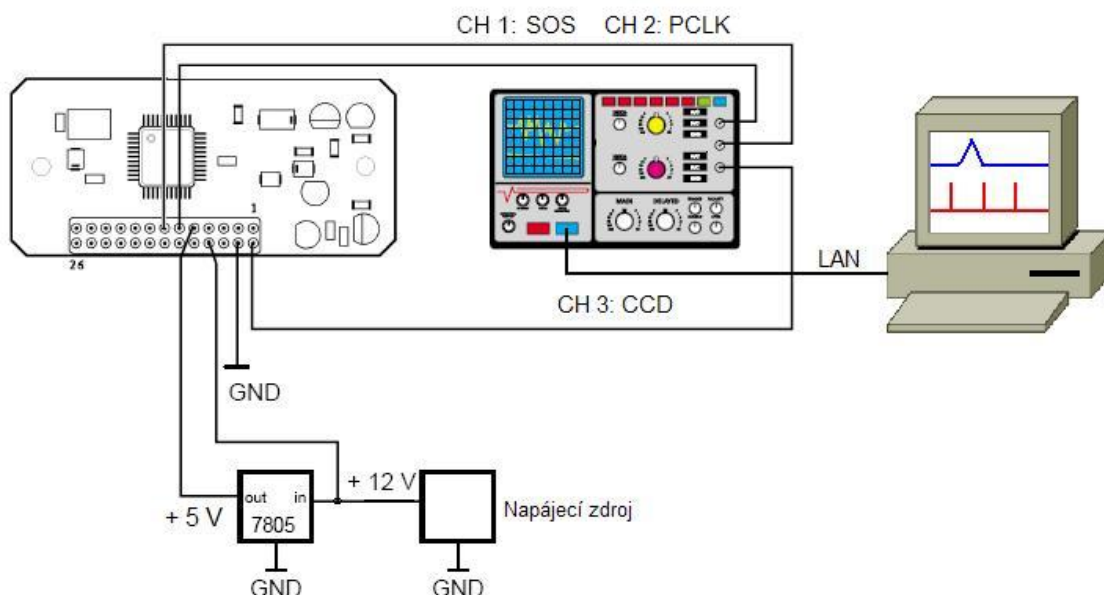 CH 1: SOS CH 2: PCLK
1
26
LAN
CH 3: CCD
GND
+ 12 V
out in
+ 5 V
7805
Napájecí zdroj
GND
GND